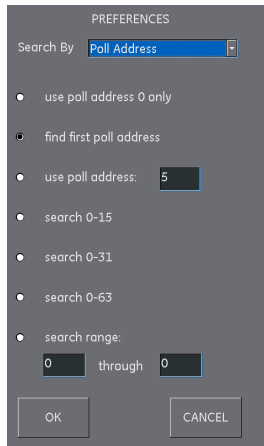 PREFERENCES
Search By Poll Address
use poll address 0 only
find first poll address
use poll address: 5
search 0-15
search 0-31
search 0-63
search range:
0 through 0
OK CANCEL